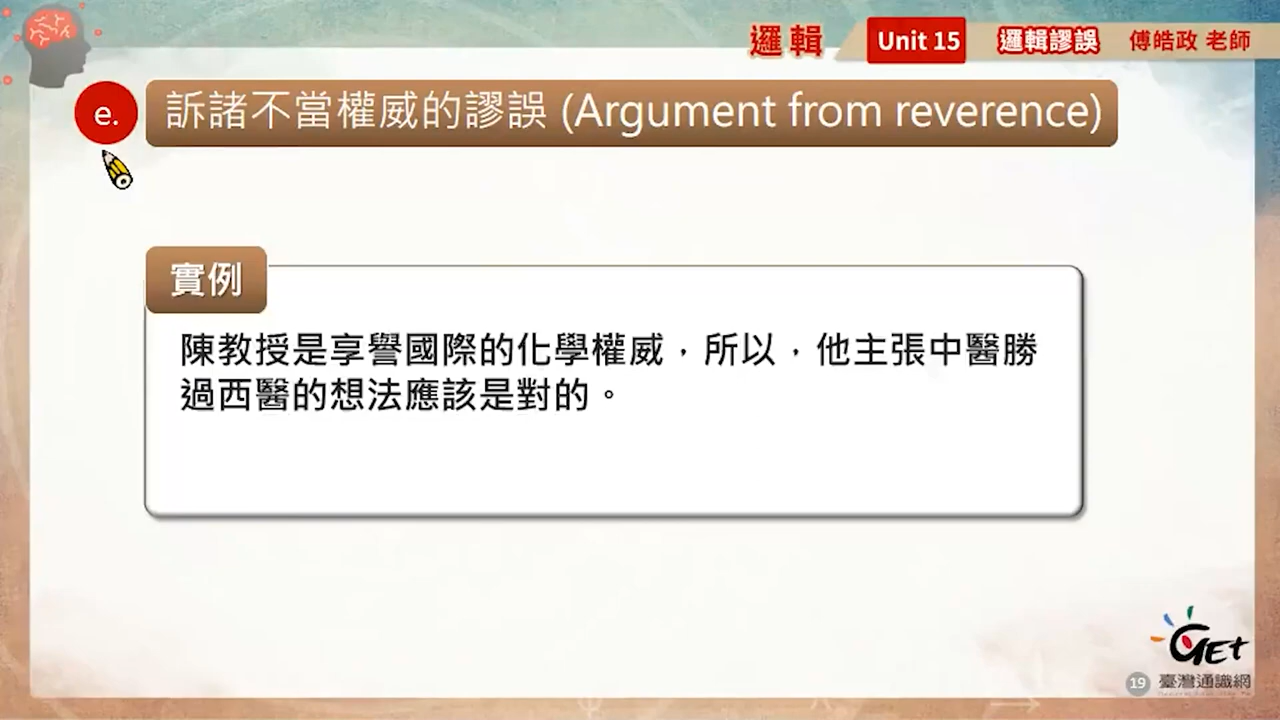 邏輯 Unit 15 邏輯謬誤 傅皓政 老師
e. 訴諸不當權威的謬誤 (Argument from reverence)
實例
陳教授是享譽國際的化學權威，所以，他主張中醫勝
過西醫的想法應該是對的。
GET
19 臺灣通識網